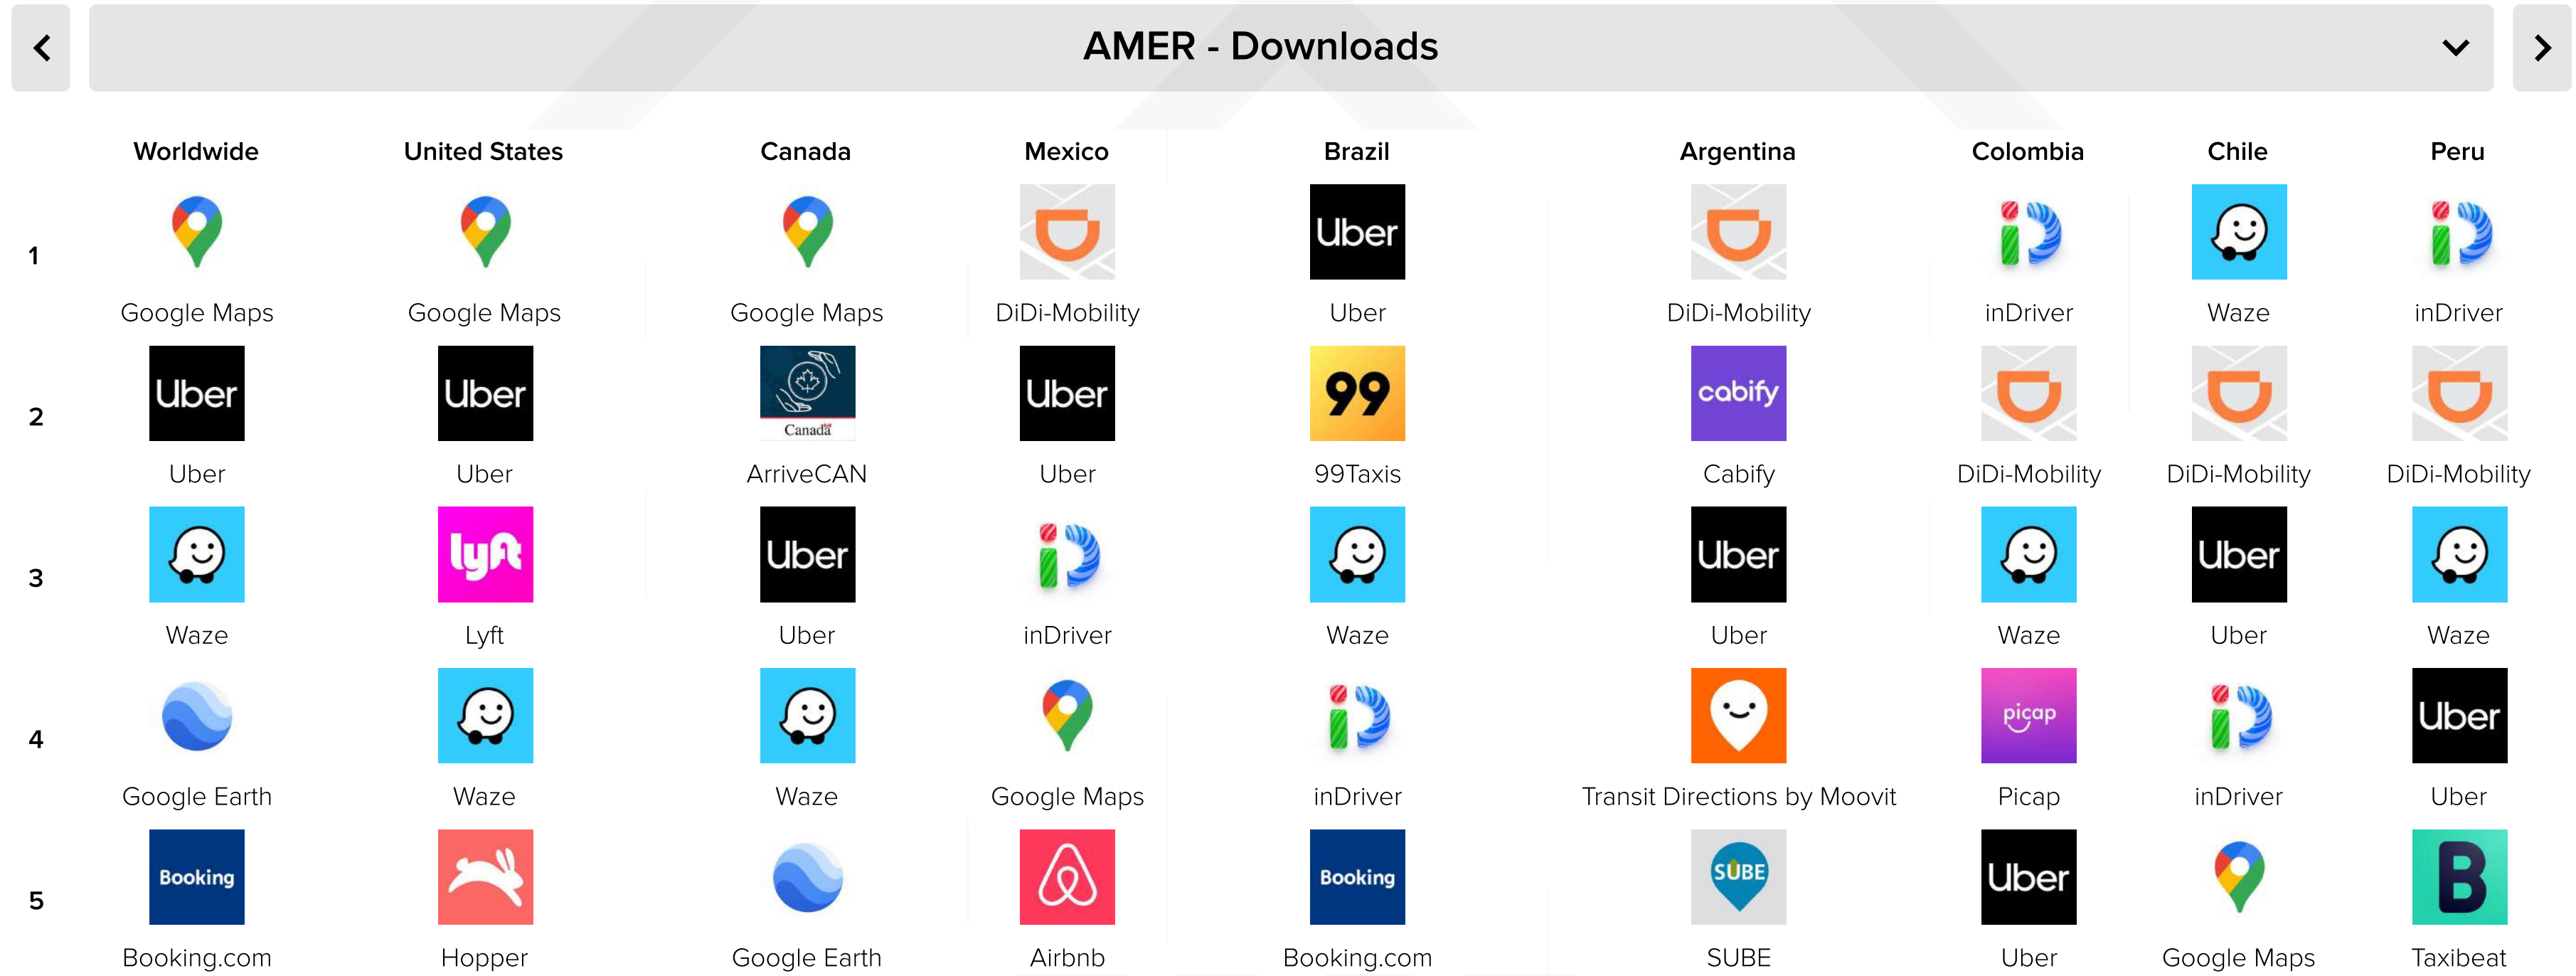 AMER - Downloads
Worldwide United States Canada Mexico Brazil Argentina Colombia Chile Peru
1
Uber
Google Maps Google Maps Google Maps DiDi-Mobility Uber DiDi-Mobility inDriver Waze inDriver
2
Uber Uber Canada Uber 99 cabify
Uber Uber ArriveCAN Uber 99Taxis Cabify DiDi-Mobility DiDi-Mobility DiDi-Mobility
3
lyft Uber iD Uber Uber
Waze Lyft Uber inDriver Waze Uber Waze Uber Waze
4
iD picap iD Uber
Google Earth Waze Waze Google Maps inDriver Transit Directions by Moovit Picap inDriver Uber
5
Booking Booking SUBE Uber B
Booking.com Hopper Google Earth Airbnb Booking.com SUBE Uber Google Maps Taxibeat